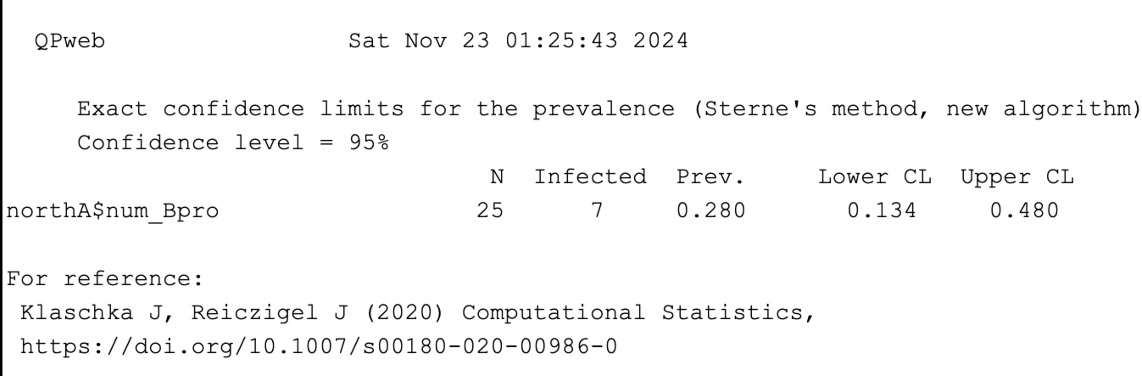 QPweb Sat Nov 23 01:25:43 2024
Exact confidence limits for the prevalence (Sterne's method, new algorithm)
Confidence level = 95%
N Infected Prev. Lower CL Upper CL
northA$num_Bpro 25 7 0.280 0.134 0.480
For reference:
Klaschka J, Reiczigel J (2020) Computational Statistics,
https://doi.org/10.1007/s00180-020-00986-0